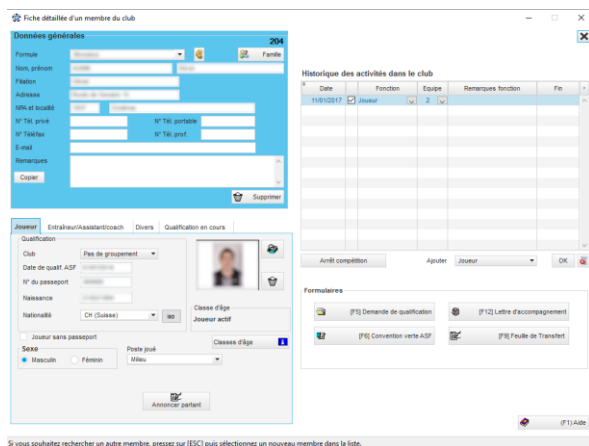 Fiche détaillée d'un membre du club
Données générales
204
Formule
Famille
Nom, prénom
Filiation
Adresse
NPA et localité
N° Tél. privé
N° Tél. portable
N° Téléfax
N° Tél. prof.
E-mail
Remarques
Copier
Supprimer
Historique des activités dans le club
Date Fonction Equipe Remarques fonction Fin
11/01/2017 Joueur 2
Arrêt compétition Ajouter Joueur OK
Joueur Entraîneur/Assistant/coach Divers Qualification en cours
Qualification
Club Pas de groupement
Date de qualif. ASF
N° du passeport
Naissance
Nationalité CH (Suisse) ISO
Joueur sans passeport
Classe d'âge
Joueur actif
Classes d'âge
Sexe
Masculin Féminin
Poste joué
Milieu
Annoncer partant
Formulaires
[F5] Demande de qualification
[F12] Lettre d'accompagnement
[F6] Convention verte ASF
[F9] Feuille de Transfert
(F1) Aide
Si vous souhaitez rechercher un autre membre, pressez sur [ESC] puis sélectionnez un nouveau membre dans la liste.